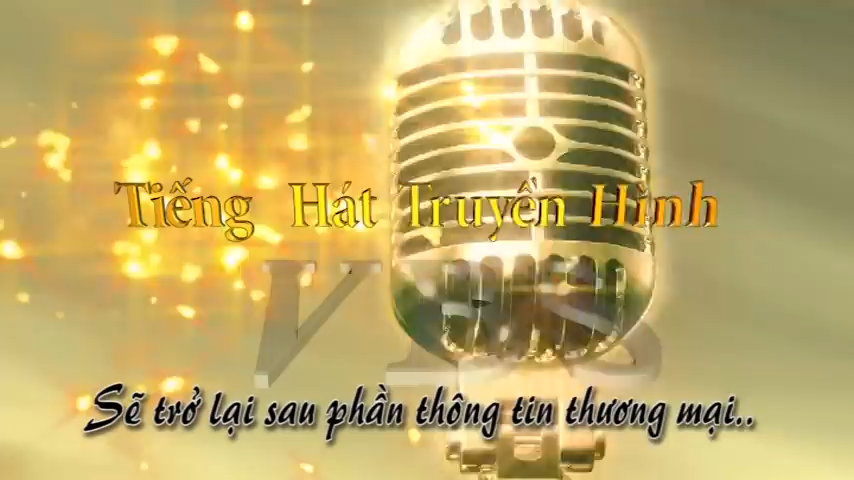 Tiếng Hát Truyền Hình
Sẽ trở lại sau phần thông tin thương mại..